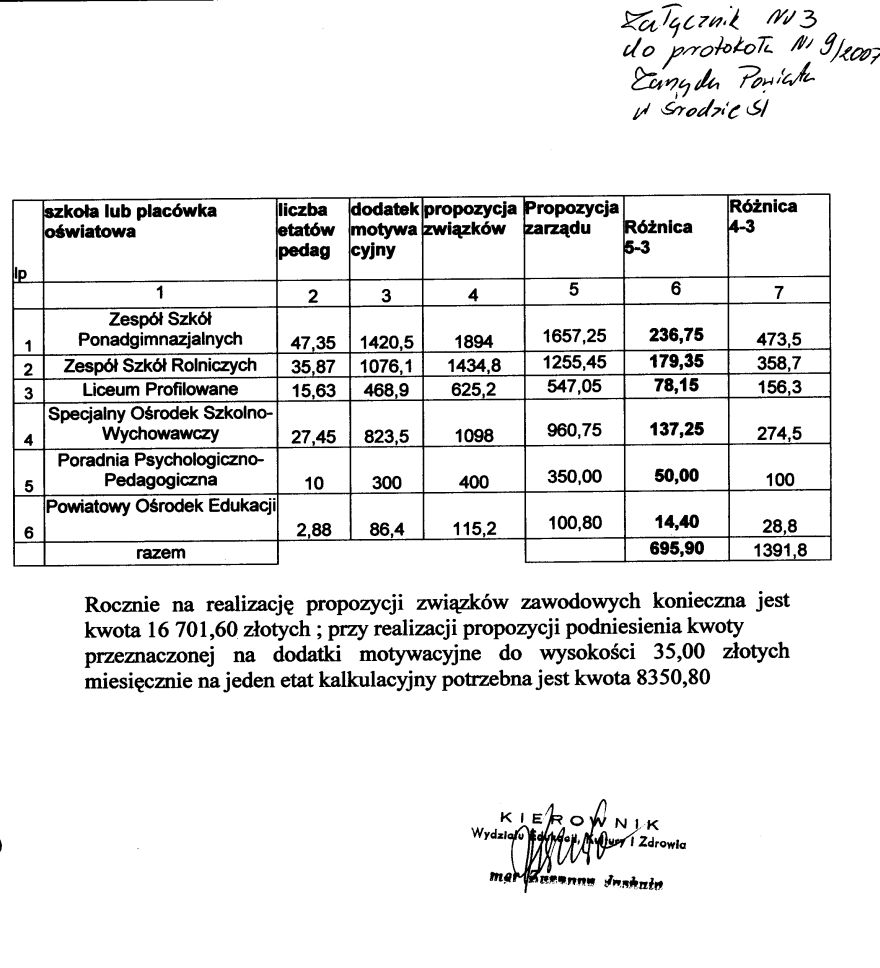 Załącznik Nr 3
do protokołu Nr 9/2007
Zarządu Powiatu
w Środzie Śl
lp szkoła lub placówka oświatowa liczba etatów pedag dodatek motywa cyjny propozycja związków Propozycja zarządu Różnica 5-3 Różnica 4-3
1 2 3 4 5 6 7
1 Zespół Szkół Ponadgimnazjalnych 47,35 1420,5 1894 1657,25 236,75 473,5
2 Zespół Szkół Rolniczych 35,87 1076,1 1434,8 1255,45 179,35 358,7
3 Liceum Profilowane 15,63 468,9 625,2 547,05 78,15 156,3
4 Specjalny Ośrodek Szkolno-Wychowawczy 27,45 823,5 1098 960,75 137,25 274,5
5 Poradnia Psychologiczno-Pedagogiczna 10 300 400 350,00 50,00 100
6 Powiatowy Ośrodek Edukacji 2,88 86,4 115,2 100,80 14,40 28,8
razem 695,90 1391,8
Rocznie na realizację propozycji związków zawodowych konieczna jest
kwota 16 701,60 złotych ; przy realizacji propozycji podniesienia kwoty
przeznaczonej na dodatki motywacyjne do wysokości 35,00 złotych
miesięcznie na jeden etat kalkulacyjny potrzebna jest kwota 8350,80
KIEROWNIK
Wydziału Edukacji, Kultury i Zdrowia
mgr